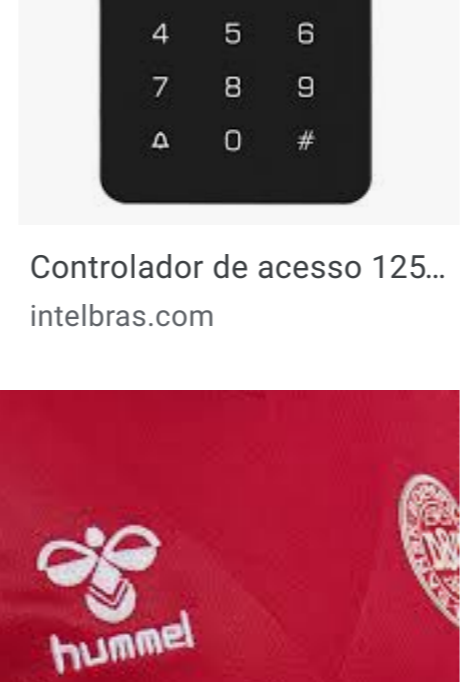 4 5 6
7 8 9
0 #
Controlador de acesso 125...
intelbras.com
hummel